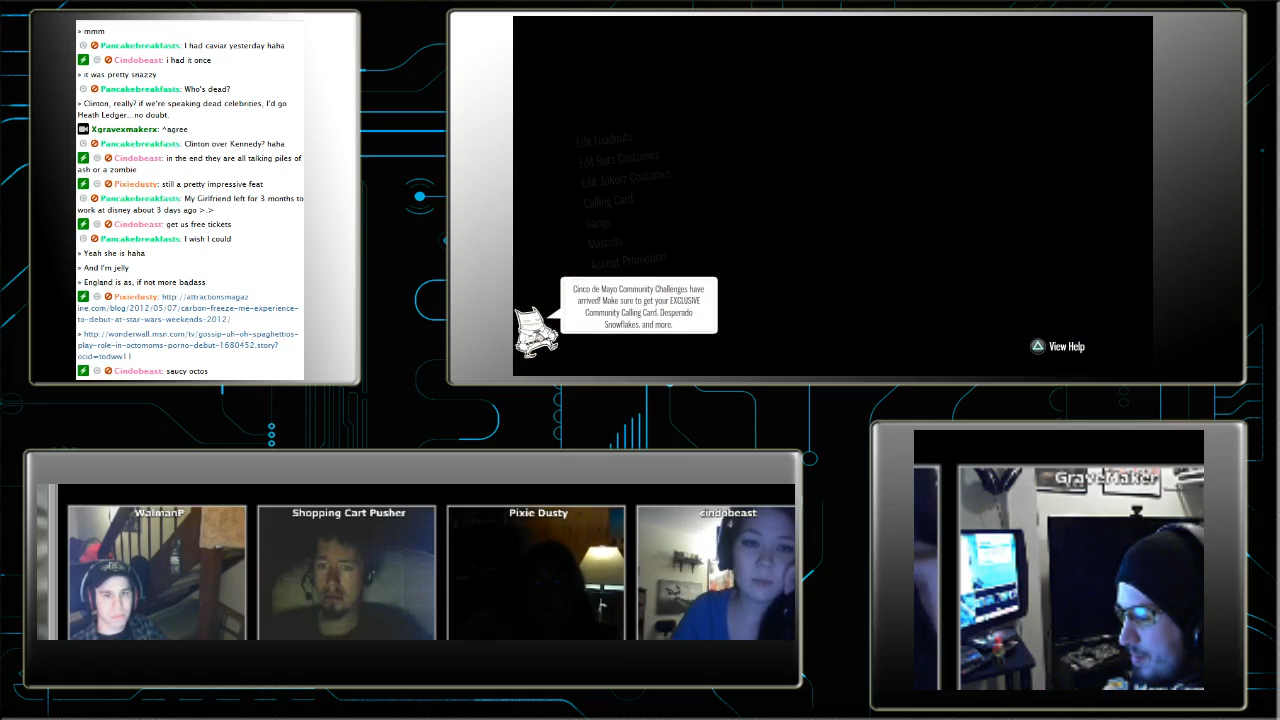 » mmm
Pancakebreakfasts: I had caviar yesterday haha
Cindobeast: i had it once
» it was pretty snazzy
Pancakebreakfasts: Who's dead?
» Clinton, really? if we're speaking dead celebrities, I'd go
Heath Ledger...no doubt.
Xgravexmakerx: ^agree
Pancakebreakfasts: Clinton over Kennedy? haha
Cindobeast: in the end they are all talking piles of
ash or a zombie
Pixiedusty: still a pretty impressive feat
Pancakebreakfasts: My Girlfriend left for 3 months to
work at disney about 3 days ago >.>
Cindobeast: get us free tickets
Pancakebreakfasts: I wish I could
» Yeah she is haha
» And I'm jelly
» England is as, if not more badass
Pixiedusty: http://attractionsmagaz
ine.com/blog/2012/05/07/carbon-freeze-me-experience-
to-debut-at-star-wars-weekends-2012/
» http://wonderwall.msn.com/tv/gossip-uh-oh-spaghettios-
play-role-in-octomoms-porno-debut-1680452.story?
ocid=todww11
Cindobeast: saucy octos
Edit Loadouts
Edit Bats Costumes
Edit Jokerz Costumes
Calling Card
Gangs
Mascots
Accept Promotion
Cinco de Mayo Community Challenges have
arrived! Make sure to get your EXCLUSIVE
Community Calling Card, Desperado
Snowflakes, and more.
View Help
WalmanP
Shopping Cart Pusher
Pixie Dusty
cindobeast
GraveMaker